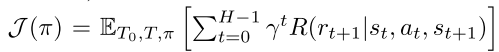 𝒥(π) = 𝔼_{T_0,T,π} [∑_{t=0}^{H−1} γ^t R(r_{t+1}|s_t, a_t, s_{t+1})]